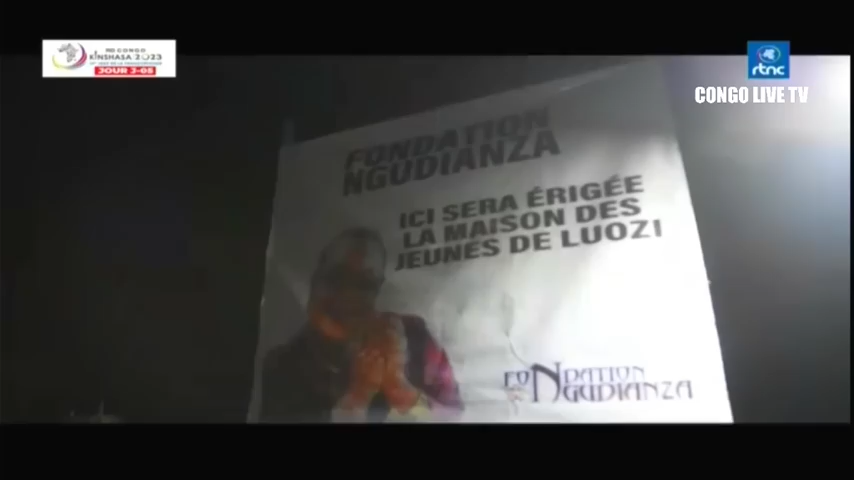 RD CONGO
KINSHASA 2023
JOUR J-05
rtnc
CONGO LIVE TV
FONDATION
NGUDIANZA
ICI SERA ÉRIGÉE
LA MAISON DES
JEUNES DE LUOZI
FONDATION
NGUDIANZA